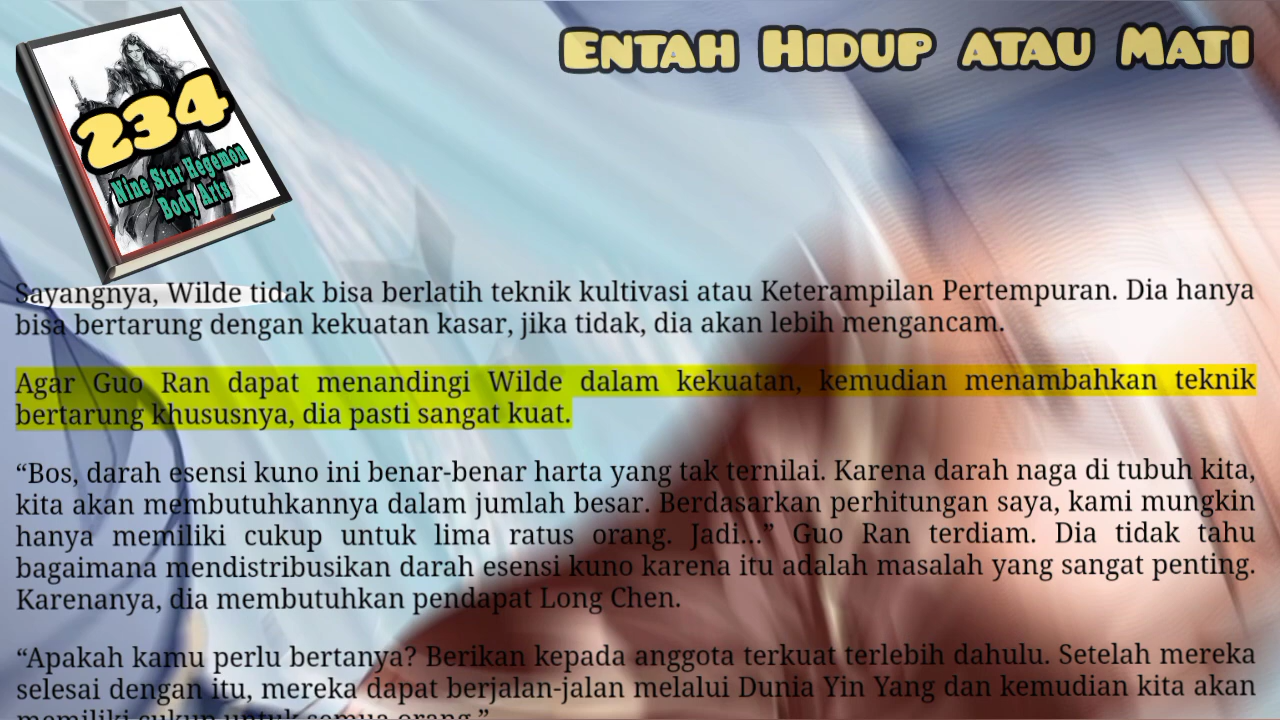 ENTAH HIDUP ATAU MATI
234
Nine Star Hegemon
Body Arts
Sayangnya, Wilde tidak bisa berlatih teknik kultivasi atau Keterampilan Pertempuran. Dia hanya
bisa bertarung dengan kekuatan kasar, jika tidak, dia akan lebih mengancam.
Agar Guo Ran dapat menandingi Wilde dalam kekuatan, kemudian menambahkan teknik
bertarung khususnya, dia pasti sangat kuat.
“Bos, darah esensi kuno ini benar-benar harta yang tak ternilai. Karena darah naga di tubuh kita,
kita akan membutuhkannya dalam jumlah besar. Berdasarkan perhitungan saya, kami mungkin
hanya memiliki cukup untuk lima ratus orang. Jadi…” Guo Ran terdiam. Dia tidak tahu
bagaimana mendistribusikan darah esensi kuno karena itu adalah masalah yang sangat penting.
Karenanya, dia membutuhkan pendapat Long Chen.
“Apakah kamu perlu bertanya? Berikan kepada anggota terkuat terlebih dahulu. Setelah mereka
selesai dengan itu, mereka dapat berjalan-jalan melalui Dunia Yin Yang dan kemudian kita akan
memiliki cukup untuk semua orang.”